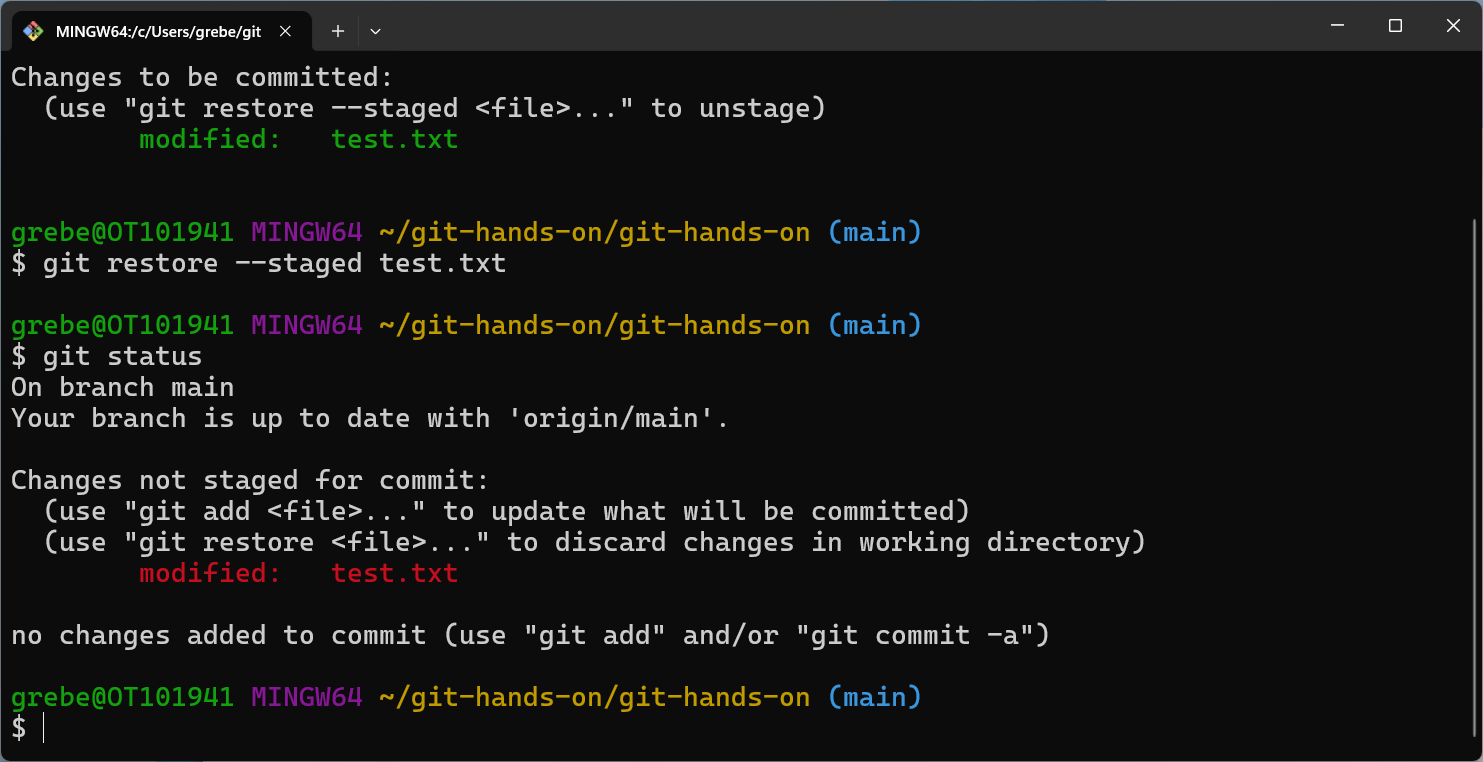 MINGW64:/c/Users/grebe/git
Changes to be committed:
  (use "git restore --staged <file>..." to unstage)
        modified:   test.txt
grebe@OT101941 MINGW64 ~/git-hands-on/git-hands-on (main)
$ git restore --staged test.txt
grebe@OT101941 MINGW64 ~/git-hands-on/git-hands-on (main)
$ git status
On branch main
Your branch is up to date with 'origin/main'.
Changes not staged for commit:
  (use "git add <file>..." to update what will be committed)
  (use "git restore <file>..." to discard changes in working directory)
        modified:   test.txt
no changes added to commit (use "git add" and/or "git commit -a")
grebe@OT101941 MINGW64 ~/git-hands-on/git-hands-on (main)
$